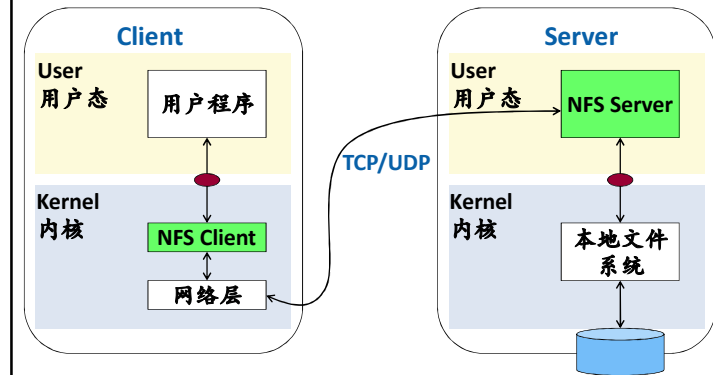 Client
User
用户态
用户程序
Kernel
内核
NFS Client
网络层
TCP/UDP
Server
User
用户态
NFS Server
Kernel
内核
本地文件
系统